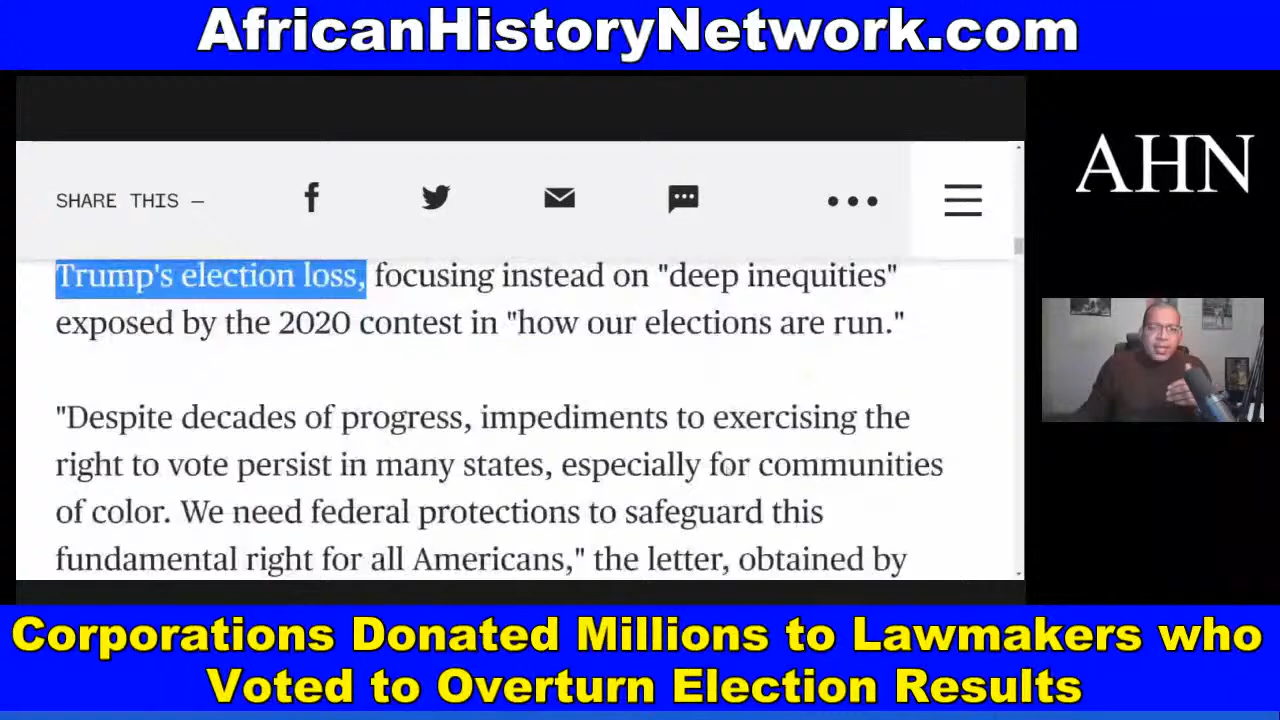 AfricanHistoryNetwork.com
AHN
SHARE THIS —
Trump's election loss, focusing instead on "deep inequities"
exposed by the 2020 contest in "how our elections are run."
"Despite decades of progress, impediments to exercising the
right to vote persist in many states, especially for communities
of color. We need federal protections to safeguard this
fundamental right for all Americans," the letter, obtained by
Corporations Donated Millions to Lawmakers who
Voted to Overturn Election Results